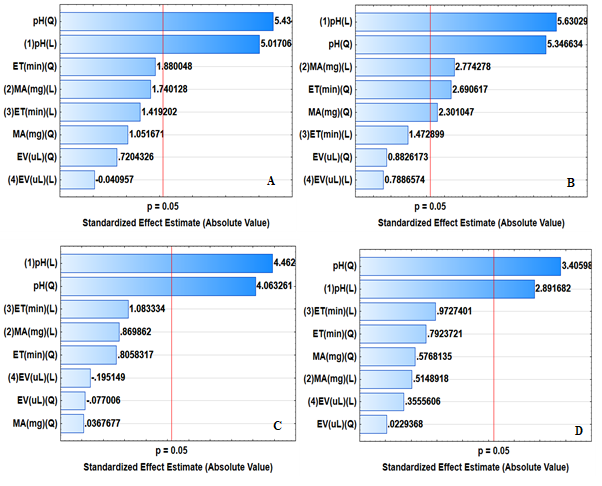 pH(Q) 5.43
(1)pH(L) 5.01706
ET(min)(Q) 1.880048
(2)MA(mg)(L) 1.740128
(3)ET(min)(L) 1.419202
MA(mg)(Q) 1.051671
EV(uL)(Q) .7204326
(4)EV(uL)(L) -0.040957
A
p = 0.05
Standardized Effect Estimate (Absolute Value)
(1)pH(L) 5.63029
pH(Q) 5.346634
(2)MA(mg)(L) 2.774278
ET(min)(Q) 2.690617
MA(mg)(Q) 2.301047
(3)ET(min)(L) 1.472899
EV(uL)(Q) 0.8826173
(4)EV(uL)(L) 0.7886574
B
p = 0.05
Standardized Effect Estimate (Absolute Value)
(1)pH(L) 4.462
pH(Q) 4.063261
(3)ET(min)(L) 1.083334
(2)MA(mg)(L) .869862
ET(min)(Q) .8058317
(4)EV(uL)(L) -.195149
EV(uL)(Q) -.077006
MA(mg)(Q) .0367677
C
p = 0.05
Standardized Effect Estimate (Absolute Value)
pH(Q) 3.40598
(1)pH(L) 2.891682
(3)ET(min)(L) .9727401
ET(min)(Q) .7923721
MA(mg)(Q) .5768135
(2)MA(mg)(L) .5148918
(4)EV(uL)(L) .3555606
EV(uL)(Q) .0229368
D
p = 0.05
Standardized Effect Estimate (Absolute Value)